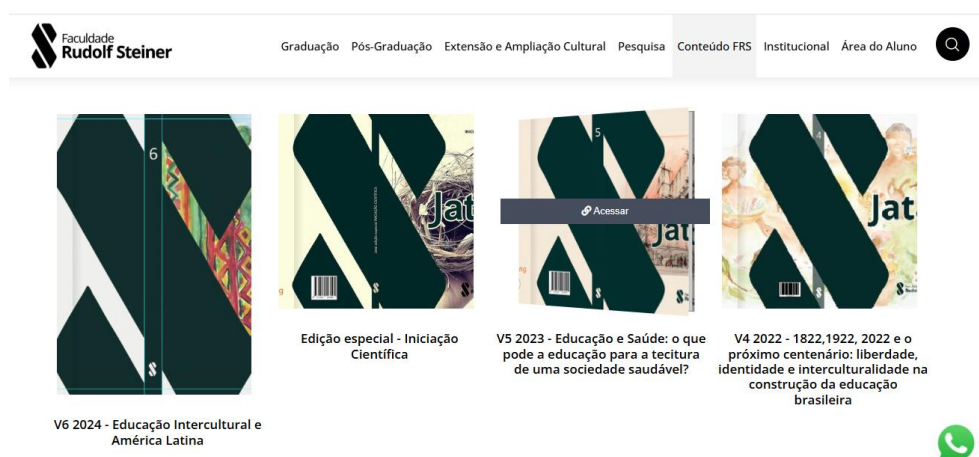 Faculdade
Rudolf Steiner
Graduação Pós-Graduação Extensão e Ampliação Cultural Pesquisa Conteúdo FRS Institucional Área do Aluno
6
V6 2024 - Educação Intercultural e
América Latina
Jat
Edição especial - Iniciação
Científica
5
Acessar
Jat
V5 2023 - Educação e Saúde: o que
pode a educação para a tecitura
de uma sociedade saudável?
4
Jat
V4 2022 - 1822,1922, 2022 e o
próximo centenário: liberdade,
identidade e interculturalidade na
construção da educação
brasileira